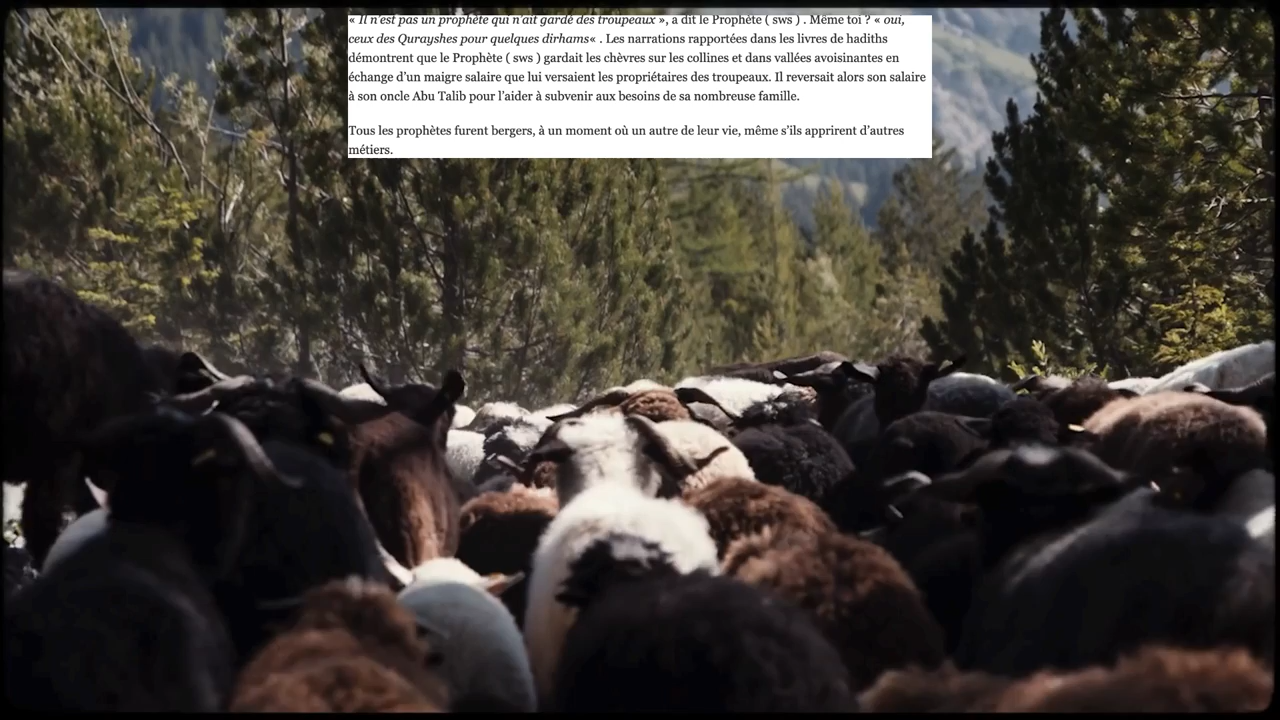 « Il n’est pas un prophète qui n’ait gardé des troupeaux », a dit le Prophète ( sws ) . Même toi ? « oui,
ceux des Qurayshes pour quelques dirhams« . Les narrations rapportées dans les livres de hadiths
démontrent que le Prophète ( sws ) gardait les chèvres sur les collines et dans vallées avoisinantes en
échange d’un maigre salaire que lui versaient les propriétaires des troupeaux. Il reversait alors son salaire
à son oncle Abu Talib pour l’aider à subvenir aux besoins de sa nombreuse famille.
Tous les prophètes furent bergers, à un moment où un autre de leur vie, même s’ils apprirent d’autres
métiers.